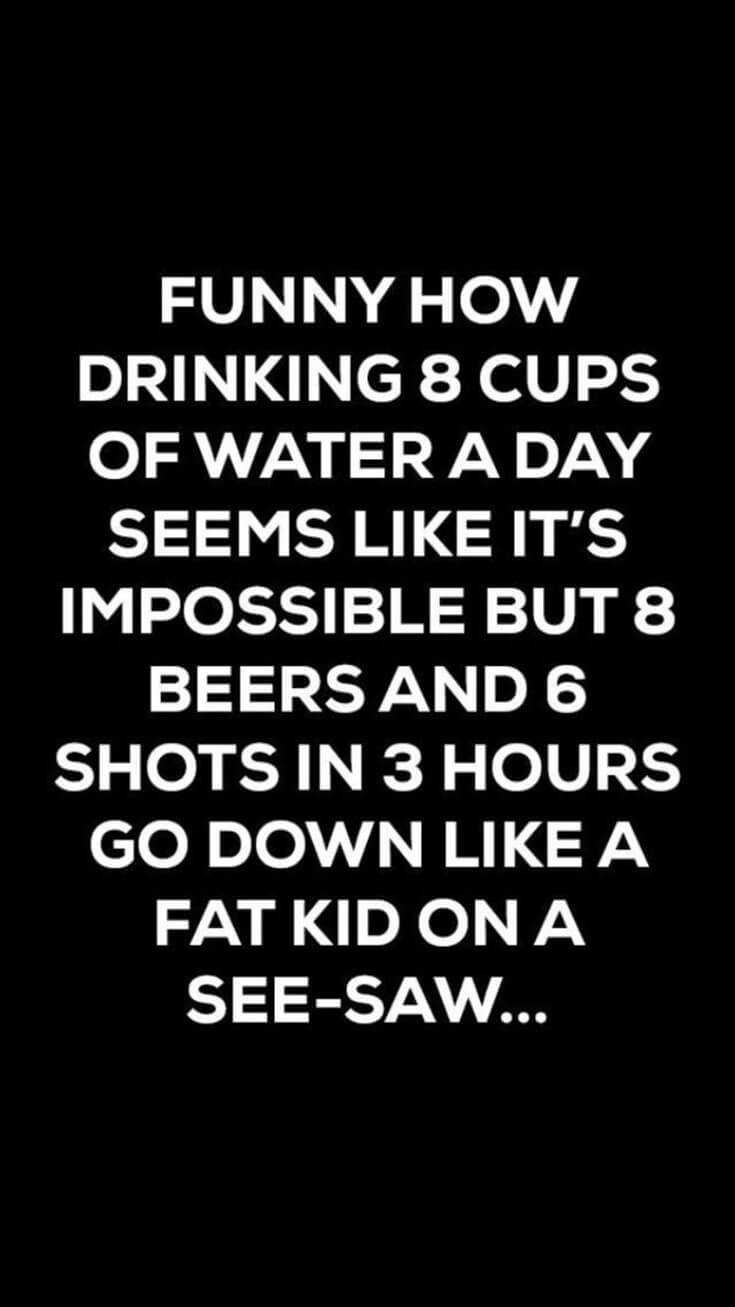 FUNNY HOW
DRINKING 8 CUPS
OF WATER A DAY
SEEMS LIKE IT’S
IMPOSSIBLE BUT 8
BEERS AND 6
SHOTS IN 3 HOURS
GO DOWN LIKE A
FAT KID ON A
SEE-SAW...